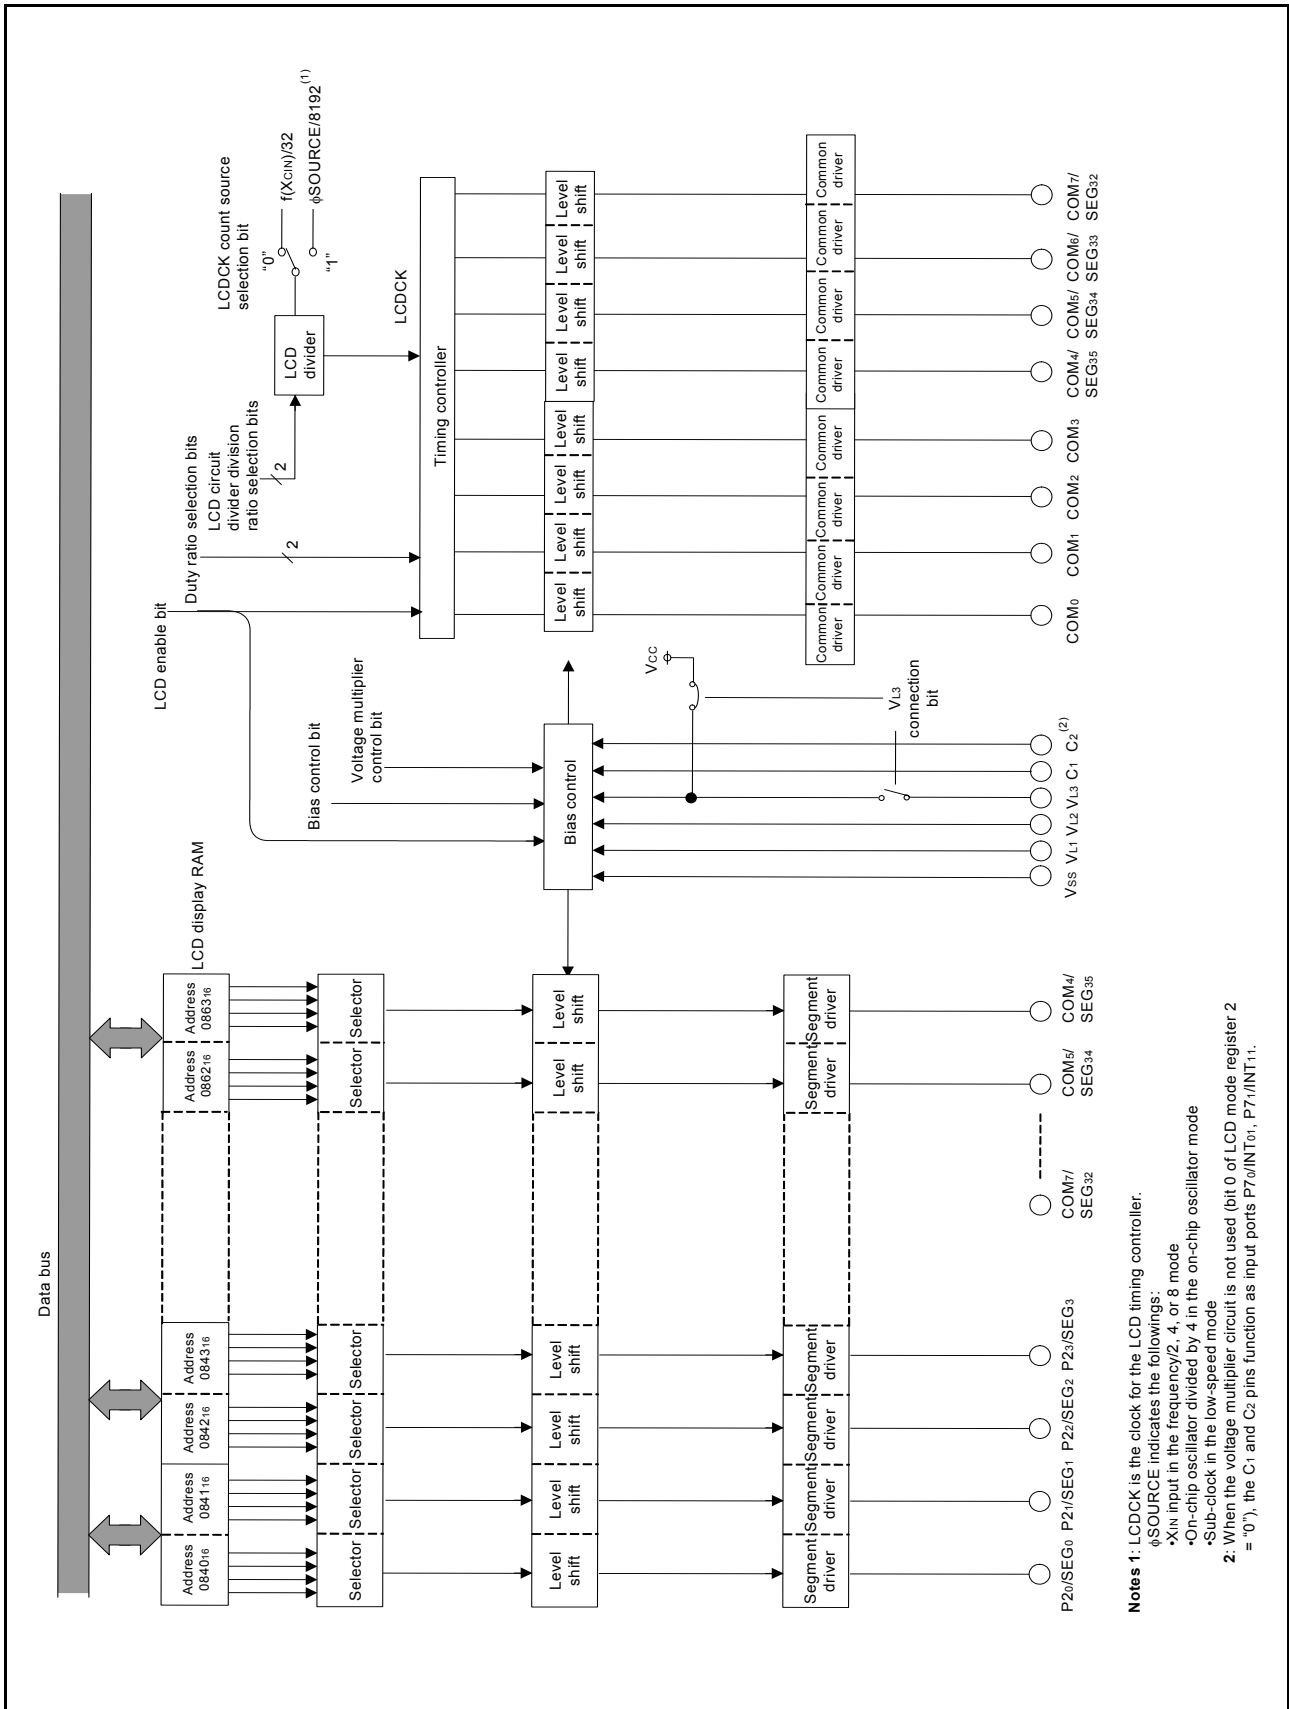 Data bus
LCD display RAM
Address
0840₁₆
Address
0841₁₆
Address
0842₁₆
Address
0843₁₆
Address
0862₁₆
Address
0863₁₆
Selector
Selector
Selector
Selector
Selector
Selector
Level
shift
Level
shift
Level
shift
Level
shift
Level
shift
Level
shift
Segment
driver
Segment
driver
Segment
driver
Segment
driver
Segment
driver
Segment
driver
P2₀/SEG₀
P2₁/SEG₁
P2₂/SEG₂
P2₃/SEG₃
COM₇/
SEG₃₂
COM₅/
SEG₃₄
COM₄/
SEG₃₅
LCD enable bit
Bias control bit
Voltage multiplier
control bit
Bias control
VCC
VL3
connection
bit
VSS
VL1
VL2
VL3
C₁
C₂ (2)
Duty ratio selection bits
2
LCD circuit
divider division
ratio selection bits
2
LCDCK count source
selection bit
"0"
"1"
f(XCIN)/32
φSOURCE/8192 (1)
LCD
divider
LCDCK
Timing controller
Level
shift
Level
shift
Level
shift
Level
shift
Level
shift
Level
shift
Level
shift
Level
shift
Common
driver
Common
driver
Common
driver
Common
driver
Common
driver
Common
driver
Common
driver
Common
driver
COM₀
COM₁
COM₂
COM₃
COM₄/
SEG₃₅
COM₅/
SEG₃₄
COM₆/
SEG₃₃
COM₇/
SEG₃₂
Notes 1: LCDCK is the clock for the LCD timing controller.
φSOURCE indicates the followings:
•XIN input in the frequency/2, 4, or 8 mode
•On-chip oscillator divided by 4 in the on-chip oscillator mode
•Sub-clock in the low-speed mode
2: When the voltage multiplier circuit is not used (bit 0 of LCD mode register 2
= “0”), the C₁ and C₂ pins function as input ports P7₀/INT₀₁, P7₁/INT₁₁.